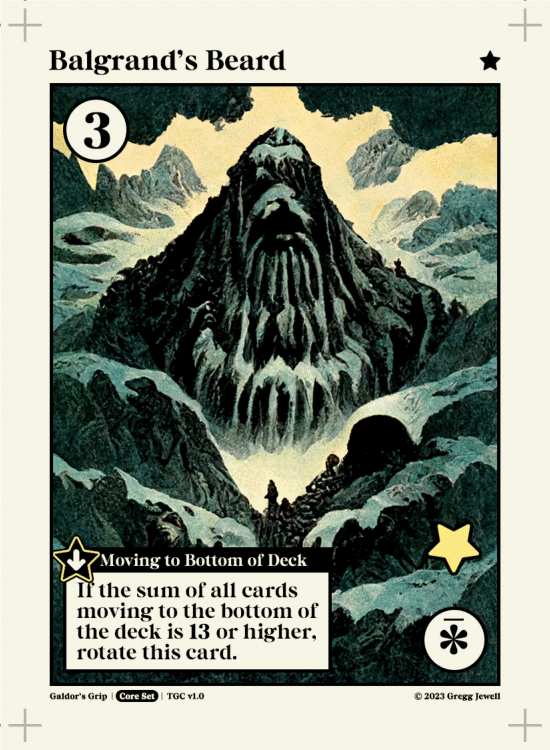 Balgrand's Beard
3
Moving to Bottom of Deck
If the sum of all cards
moving to the bottom of
the deck is 13 or higher,
rotate this card.
Galdor's Grip | Core Set | TGC v1.0
© 2023 Gregg Jewell